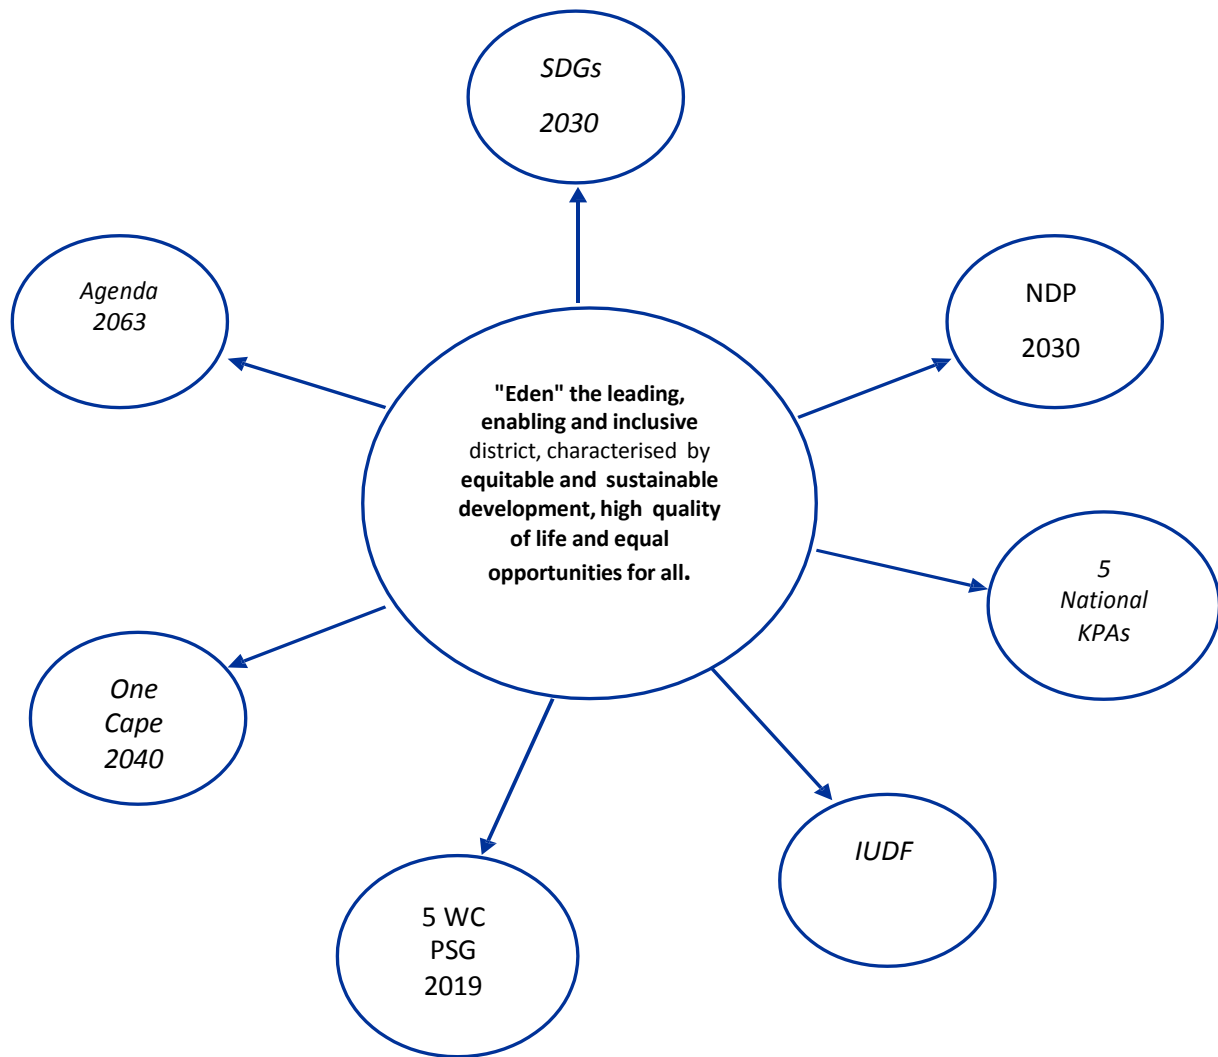 SDGs
2030
Agenda
2063
NDP
2030
"Eden" the leading,
enabling and inclusive
district, characterised by
equitable and sustainable
development, high quality
of life and equal
opportunities for all.
5
National
KPAs
One
Cape
2040
IUDF
5 WC
PSG
2019